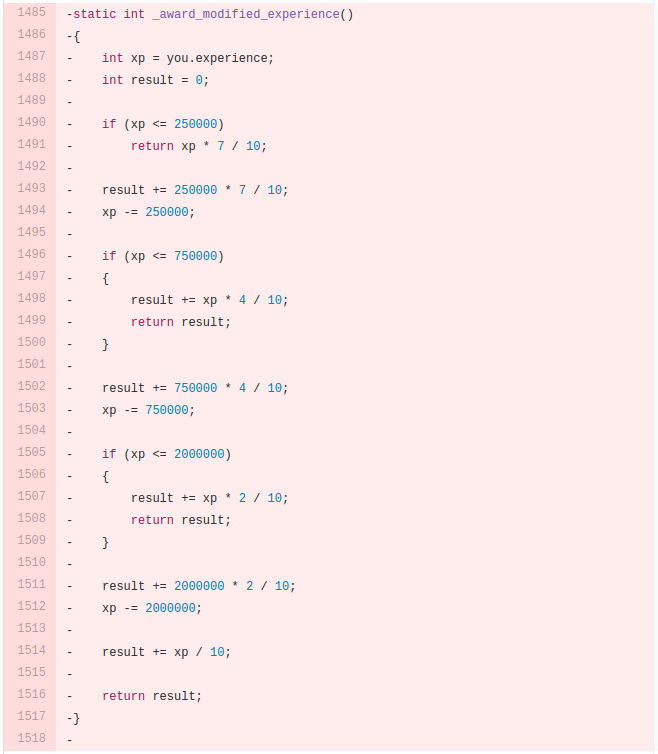 1485 -static int _award_modified_experience()
1486 -{
1487 -    int xp = you.experience;
1488 -    int result = 0;
1489 -
1490 -    if (xp <= 250000)
1491 -        return xp * 7 / 10;
1492 -
1493 -    result += 250000 * 7 / 10;
1494 -    xp -= 250000;
1495 -
1496 -    if (xp <= 750000)
1497 -    {
1498 -        result += xp * 4 / 10;
1499 -        return result;
1500 -    }
1501 -
1502 -    result += 750000 * 4 / 10;
1503 -    xp -= 750000;
1504 -
1505 -    if (xp <= 2000000)
1506 -    {
1507 -        result += xp * 2 / 10;
1508 -        return result;
1509 -    }
1510 -
1511 -    result += 2000000 * 2 / 10;
1512 -    xp -= 2000000;
1513 -
1514 -    result += xp / 10;
1515 -
1516 -    return result;
1517 -}
1518 -